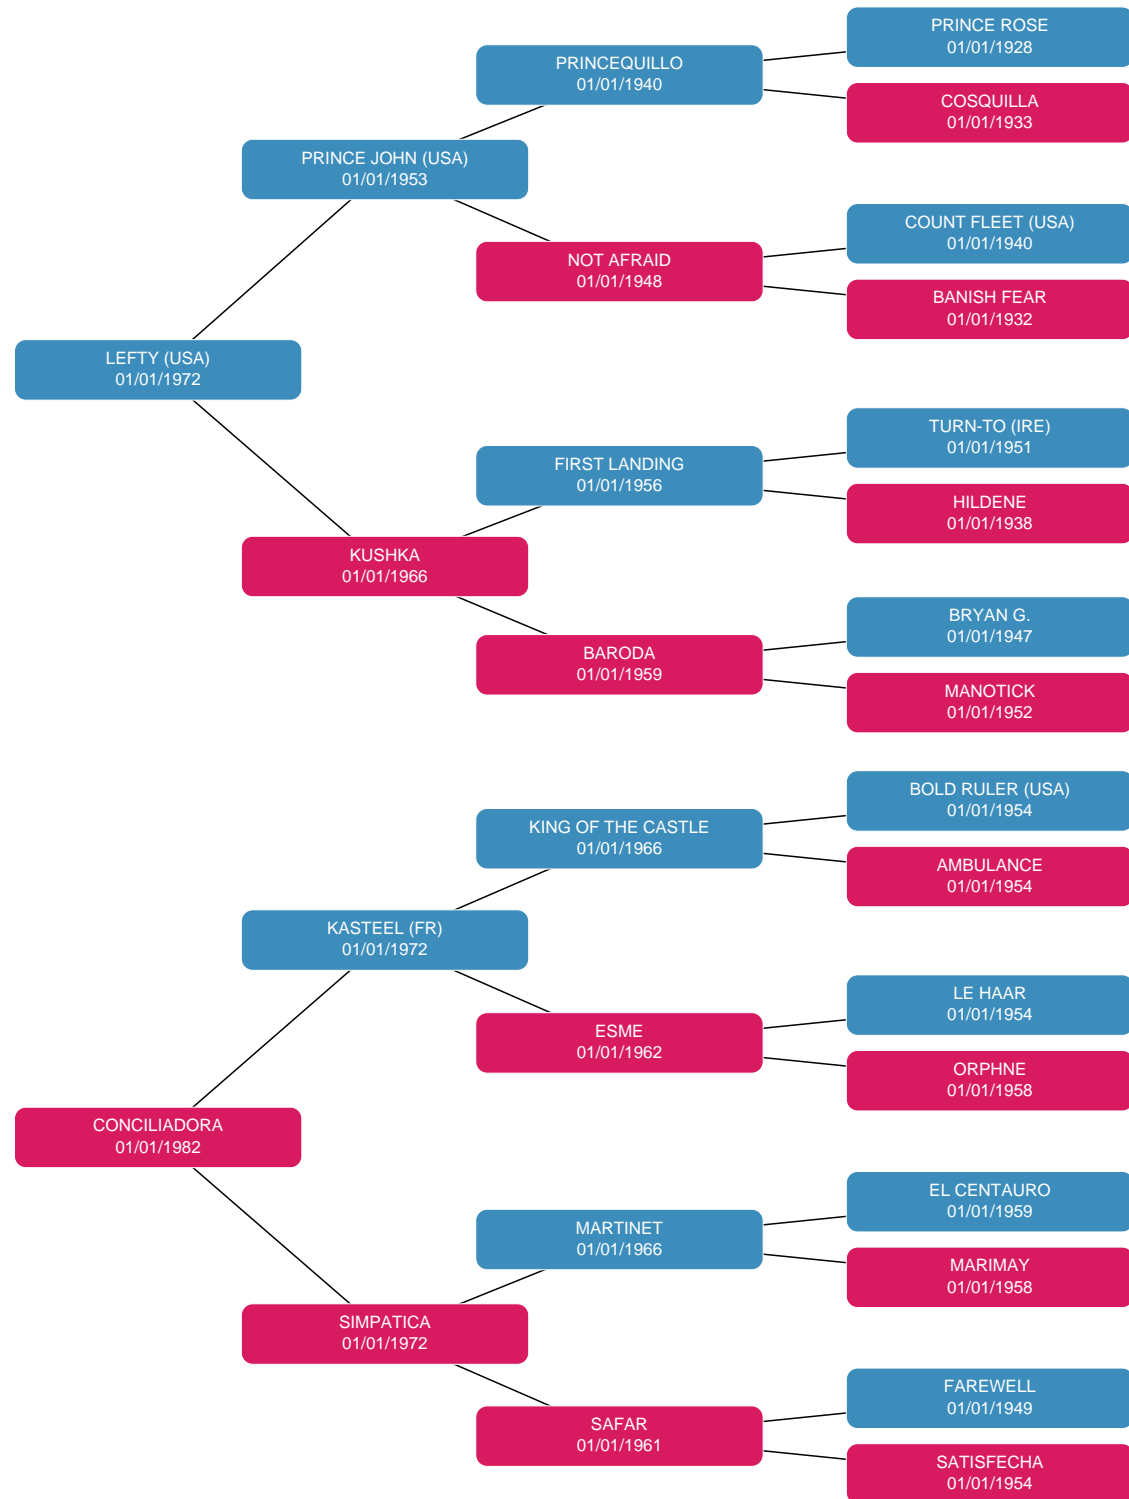 PRINCE ROSE
01/01/1928
PRINCEQUILLO
01/01/1940
COSQUILLA
01/01/1933
PRINCE JOHN (USA)
01/01/1953
COUNT FLEET (USA)
01/01/1940
NOT AFRAID
01/01/1948
BANISH FEAR
01/01/1932
LEFTY (USA)
01/01/1972
TURN-TO (IRE)
01/01/1951
FIRST LANDING
01/01/1956
HILDENE
01/01/1938
KUSHKA
01/01/1966
BRYAN G.
01/01/1947
BARODA
01/01/1959
MANOTICK
01/01/1952
BOLD RULER (USA)
01/01/1954
KING OF THE CASTLE
01/01/1966
AMBULANCE
01/01/1954
KASTEEL (FR)
01/01/1972
LE HAAR
01/01/1954
ESME
01/01/1962
ORPHNE
01/01/1958
CONCILIADORA
01/01/1982
EL CENTAURO
01/01/1959
MARTINET
01/01/1966
MARIMAY
01/01/1958
SIMPATICA
01/01/1972
FAREWELL
01/01/1949
SAFAR
01/01/1961
SATISFECHA
01/01/1954